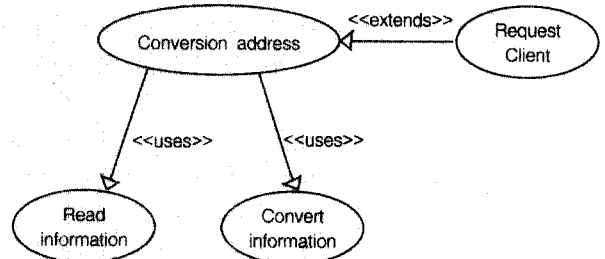 <<extends>>
Conversion address
Request
Client
<<uses>>
<<uses>>
Read
information
Convert
information